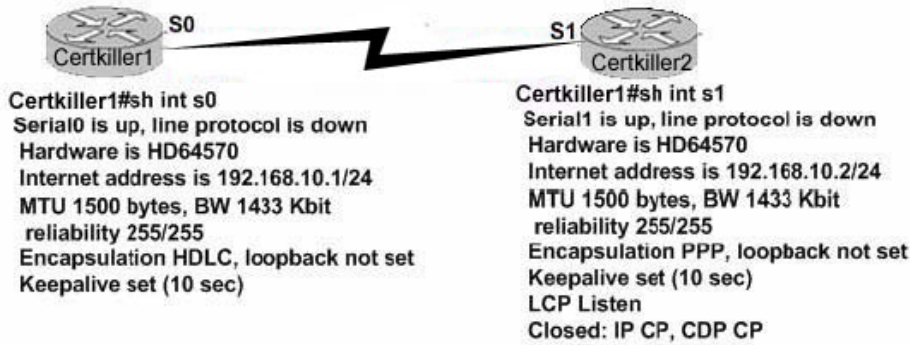 S0
S1
Certkiller1
Certkiller2
Certkiller1#sh int s0
Serial0 is up, line protocol is down
Hardware is HD64570
Internet address is 192.168.10.1/24
MTU 1500 bytes, BW 1433 Kbit
reliability 255/255
Encapsulation HDLC, loopback not set
Keepalive set (10 sec)
Certkiller1#sh int s1
Serial1 is up, line protocol is down
Hardware is HD64570
Internet address is 192.168.10.2/24
MTU 1500 bytes, BW 1433 Kbit
reliability 255/255
Encapsulation PPP, loopback not set
Keepalive set (10 sec)
LCP Listen
Closed: IP CP, CDP CP